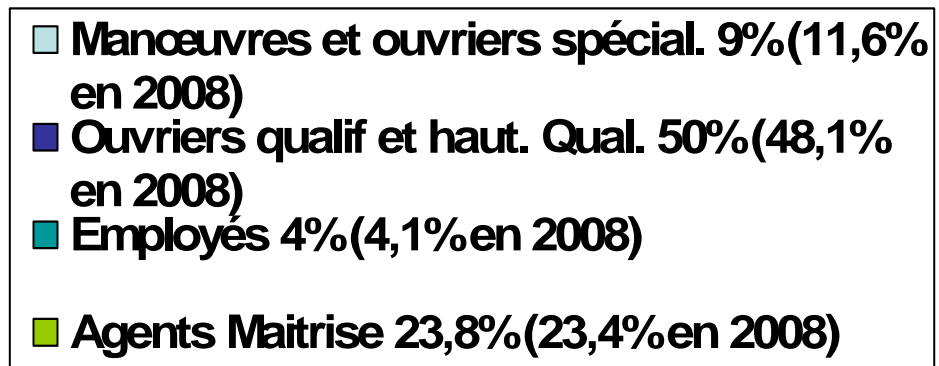 Manœuvres et ouvriers spécial. 9% (11,6%
en 2008)
Ouvriers qualif et haut. Qual. 50% (48,1%
en 2008)
Employés 4% (4,1% en 2008)
Agents Maitrise 23,8% (23,4% en 2008)